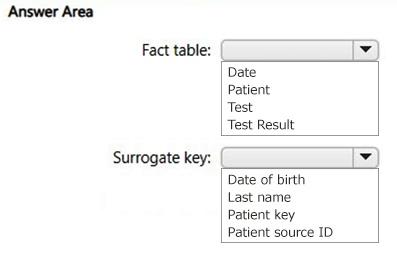 Answer Area
Fact table:
Date
Patient
Test
Test Result
Surrogate key:
Date of birth
Last name
Patient key
Patient source ID